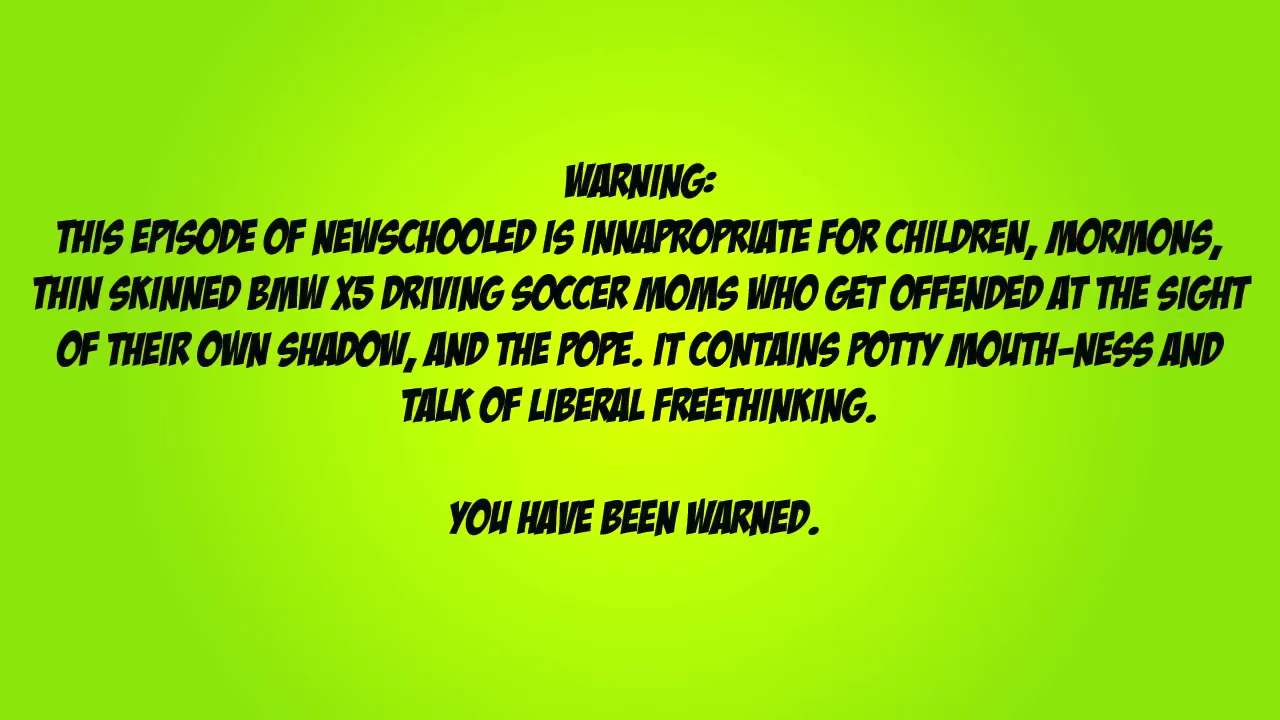 WARNING:
THIS EPISODE OF NEWSCHOOLED IS INNAPROPRIATE FOR CHILDREN, MORMONS,
THIN SKINNED BMW X5 DRIVING SOCCER MOMS WHO GET OFFENDED AT THE SIGHT
OF THEIR OWN SHADOW, AND THE POPE. IT CONTAINS POTTY MOUTH-NESS AND
TALK OF LIBERAL FREETHINKING.
YOU HAVE BEEN WARNED.